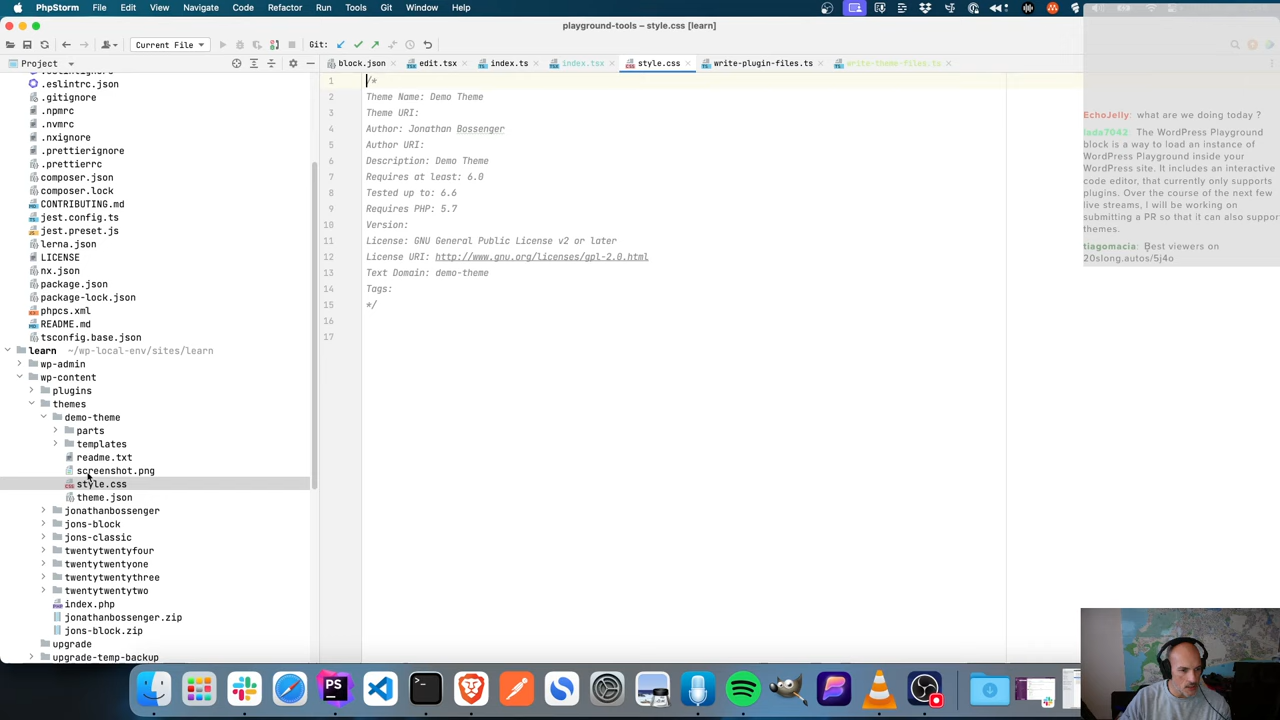 PhpStorm File Edit View Navigate Code Refactor Run Tools Git Window Help
playground-tools – style.css [learn]
Current File Git:
Project
block.json edit.tsx index.ts index.tsx style.css write-plugin-files.ts write-theme-files.ts
.eslintrc.json
.gitignore
.npmrc
.nvmrc
.nxignore
.prettierignore
.prettierrc
composer.json
composer.lock
CONTRIBUTING.md
jest.config.ts
jest.preset.js
lerna.json
LICENSE
nx.json
package.json
package-lock.json
phpcs.xml
README.md
tsconfig.base.json
learn ~/wp-local-env/sites/learn
wp-admin
wp-content
plugins
themes
demo-theme
parts
templates
readme.txt
screenshot.png
style.css
theme.json
jonathanbossenger
jons-block
jons-classic
twentytwentyfour
twentytwentyone
twentytwentythree
twentytwentytwo
index.php
jonathanbossenger.zip
jons-block.zip
upgrade
upgrade-temp-backup
1 /*
2 Theme Name: Demo Theme
3 Theme URI:
4 Author: Jonathan Bossenger
5 Author URI:
6 Description: Demo Theme
7 Requires at least: 6.0
8 Tested up to: 6.6
9 Requires PHP: 5.7
10 Version:
11 License: GNU General Public License v2 or later
12 License URI: http://www.gnu.org/licenses/gpl-2.0.html
13 Text Domain: demo-theme
14 Tags:
15 */
16
17
EchoJelly: what are we doing today ?
lada7042 The WordPress Playground
block is a way to load an instance of
WordPress Playground inside your
WordPress site. It includes an interactive
code editor, that currently only supports
plugins. Over the course of the next few
live streams, I will be working on
submitting a PR so that it can also suppor
themes.
tiagomacia: Best viewers on
20slong.autos/5j4o
PS